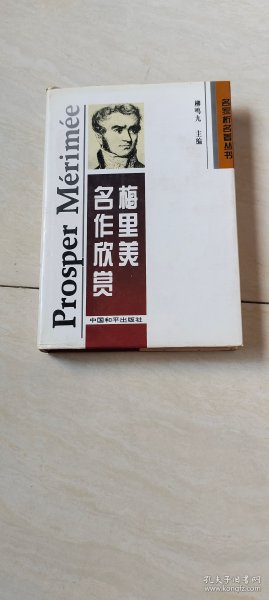 名家析名著丛书
柳鸣九 主编
Prosper Mérimée
梅里美
名作欣赏
中国和平出版社
孔夫子旧书网